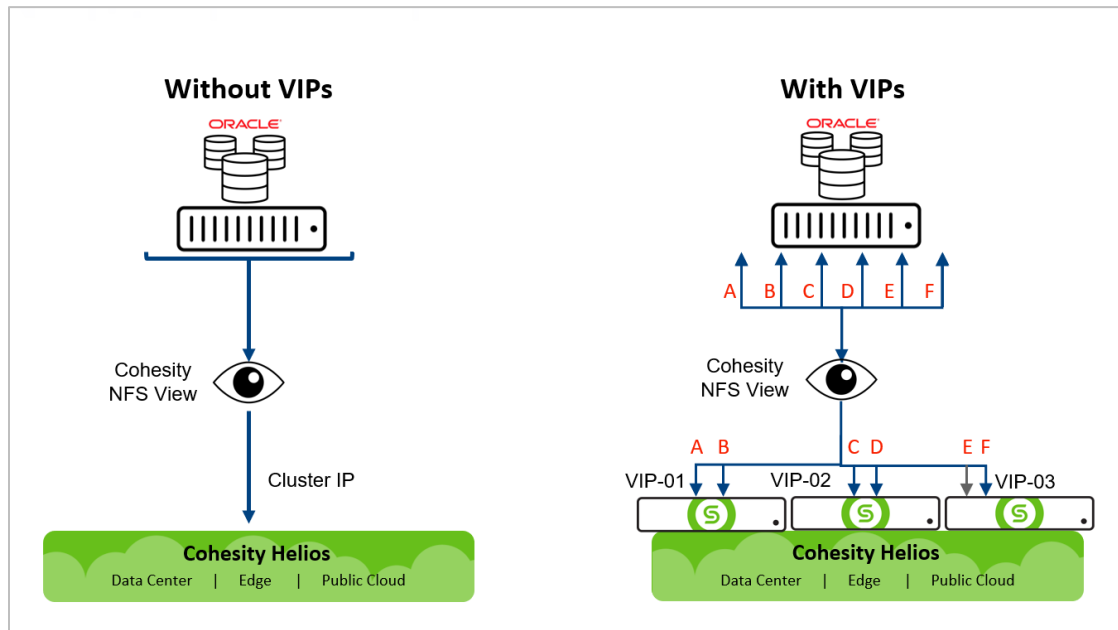 Without VIPs
ORACLE
Cohesity
NFS View
Cluster IP
Cohesity Helios
Data Center | Edge | Public Cloud
With VIPs
ORACLE
A B C D E F
Cohesity
NFS View
A B C D E F
VIP-01 VIP-02 VIP-03
S S S
Cohesity Helios
Data Center | Edge | Public Cloud